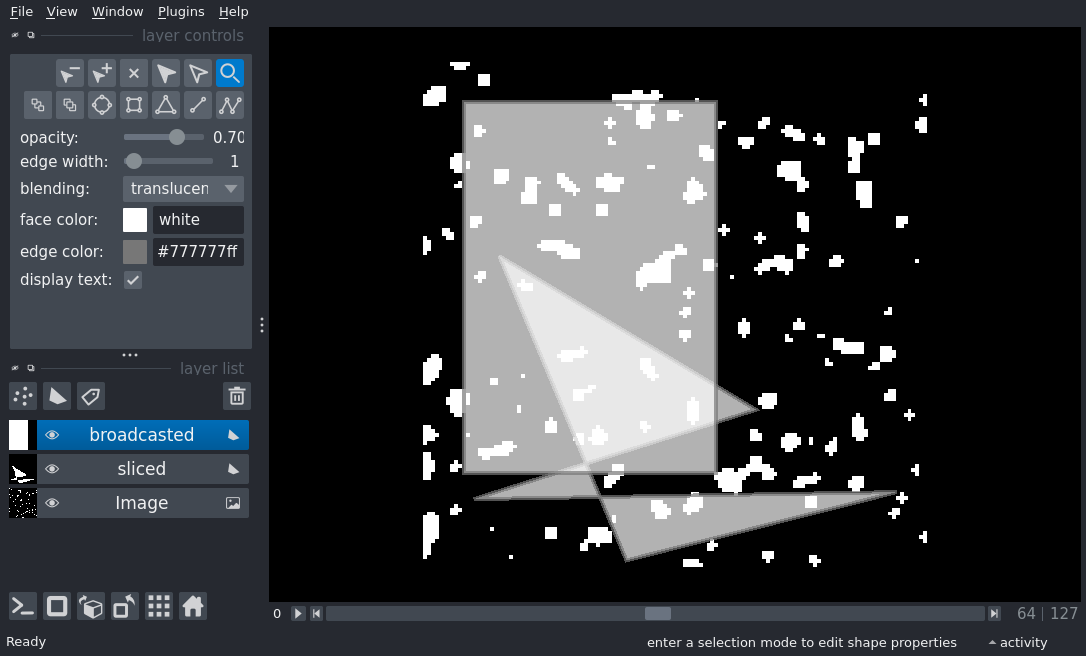 File View Window Plugins Help
layer controls
opacity: 0.70
edge width: 1
blending: translucen
face color: white
edge color: #777777ff
display text:
layer list
broadcasted
sliced
Image
0 64 | 127
Ready enter a selection mode to edit shape properties activity